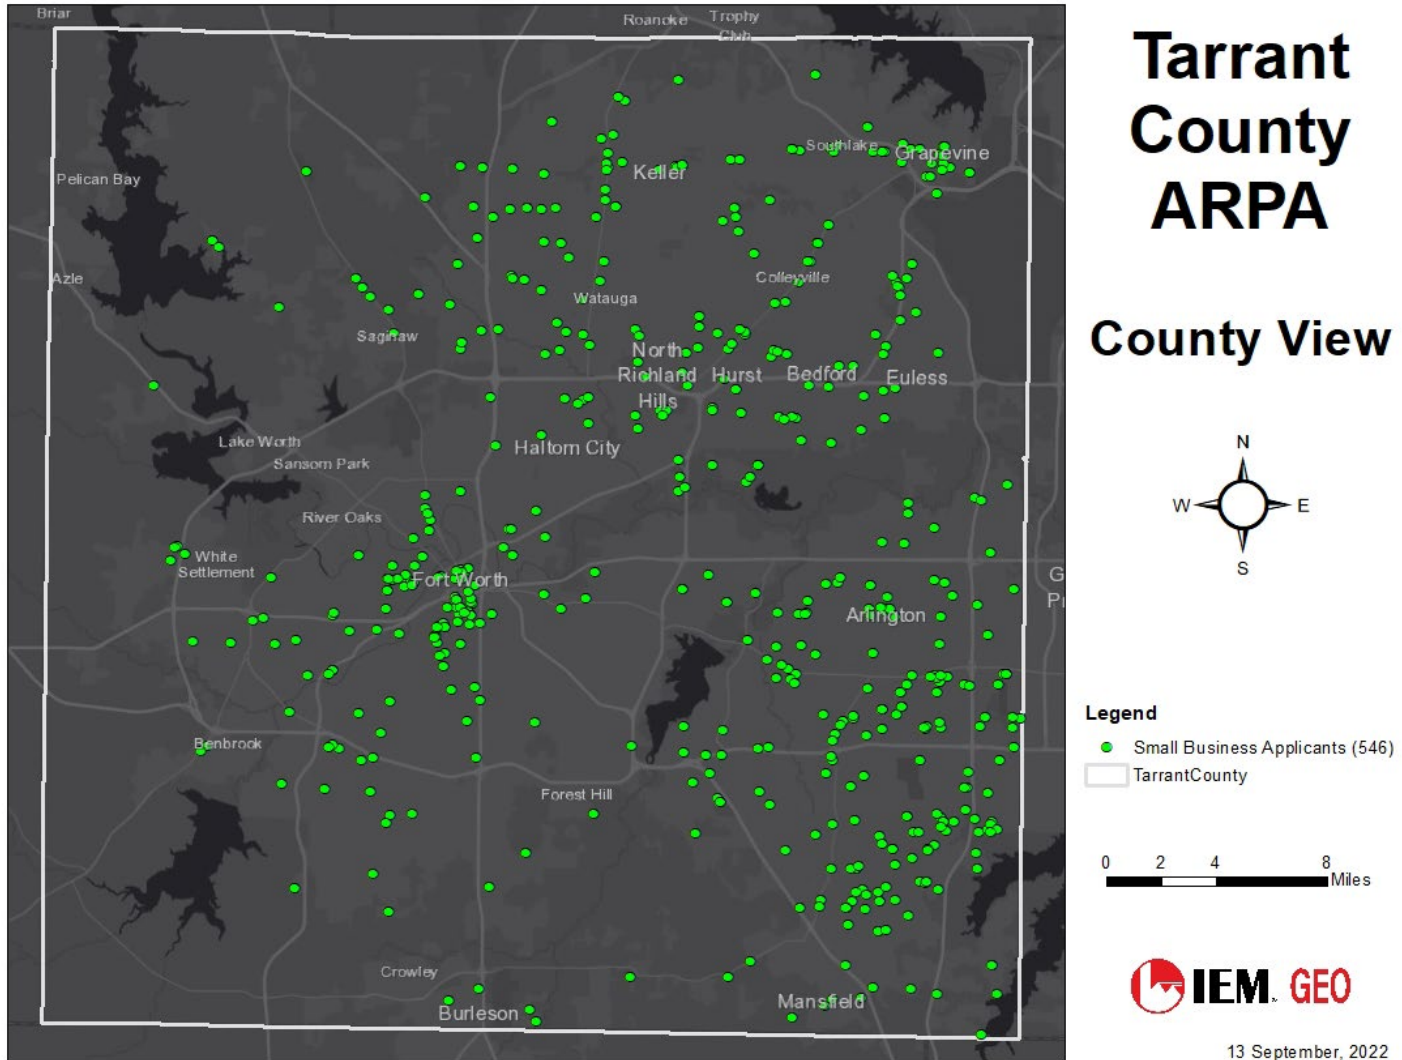 Briar
Roanoke
Trophy
Club
Southlake
Grapevine
Pelican Bay
Keller
Azle
Colleyville
Watauga
Saginaw
North
Richland
Hills
Hurst
Bedford
Euless
Lake Worth
Haltom City
Sansom Park
River Oaks
White
Settlement
Fort Worth
Arlington
Benbrook
Forest Hill
Crowley
Burleson
Mansfield
Tarrant
County
ARPA
County View
N
W
E
S
Legend
Small Business Applicants (546)
TarrantCounty
0 2 4 8
Miles
IEM GEO
13 September, 2022